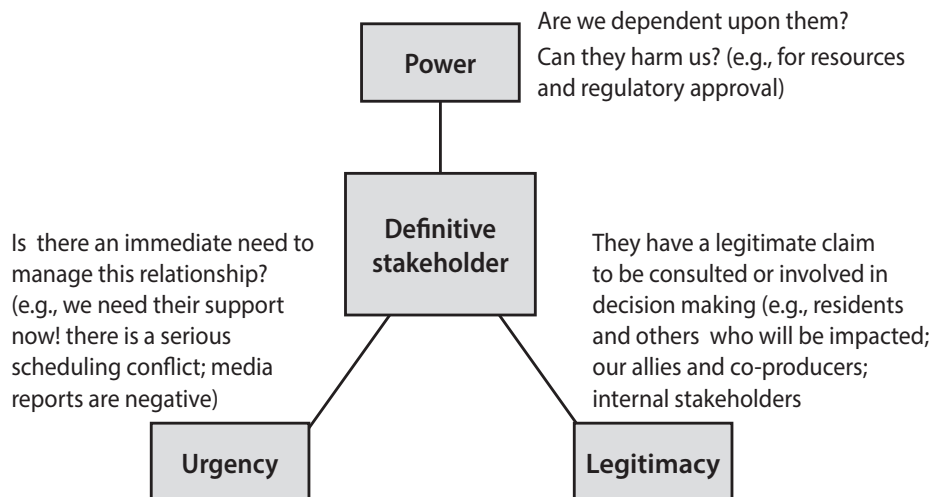 Power
Are we dependent upon them?
Can they harm us? (e.g., for resources
and regulatory approval)
Definitive
stakeholder
Is there an immediate need to
manage this relationship?
(e.g., we need their support
now! there is a serious
scheduling conflict; media
reports are negative)
They have a legitimate claim
to be consulted or involved in
decision making (e.g., residents
and others who will be impacted;
our allies and co-producers;
internal stakeholders
Urgency
Legitimacy